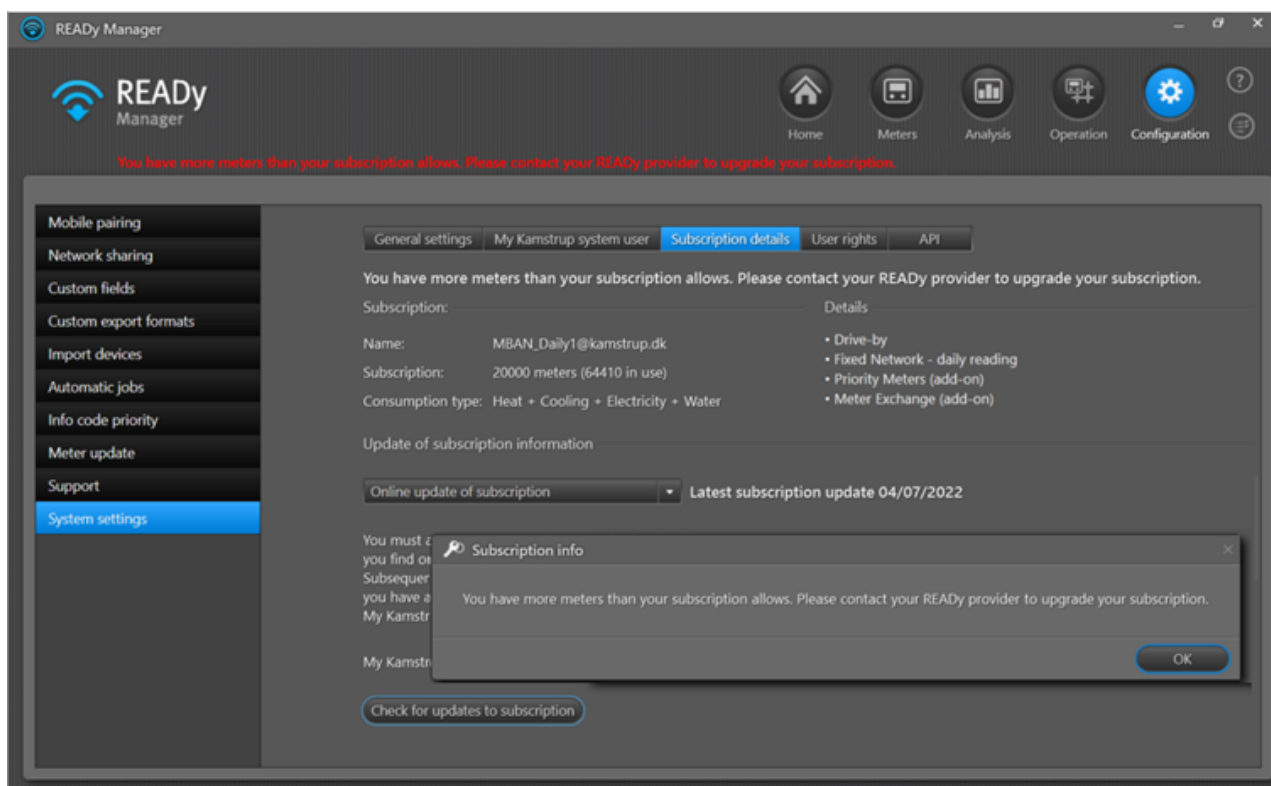 READy Manager
READy
Manager
Home
Meters
Analysis
Operation
Configuration
?
You have more meters than your subscription allows. Please contact your READy provider to upgrade your subscription.
Mobile pairing
Network sharing
Custom fields
Custom export formats
Import devices
Automatic jobs
Info code priority
Meter update
Support
System settings
General settings
My Kamstrup system user
Subscription details
User rights
API
You have more meters than your subscription allows. Please contact your READy provider to upgrade your subscription.
Subscription:
Name: MBAN_Daily1@kamstrup.dk
Subscription: 20000 meters (64410 in use)
Consumption type: Heat + Cooling + Electricity + Water
Details
• Drive-by
• Fixed Network - daily reading
• Priority Meters (add-on)
• Meter Exchange (add-on)
Update of subscription information
Online update of subscription
Latest subscription update 04/07/2022
You must
you find
you have
My
My
Subscription info
You have more meters than your subscription allows. Please contact your READy provider to upgrade your subscription.
OK
Check for updates to subscription